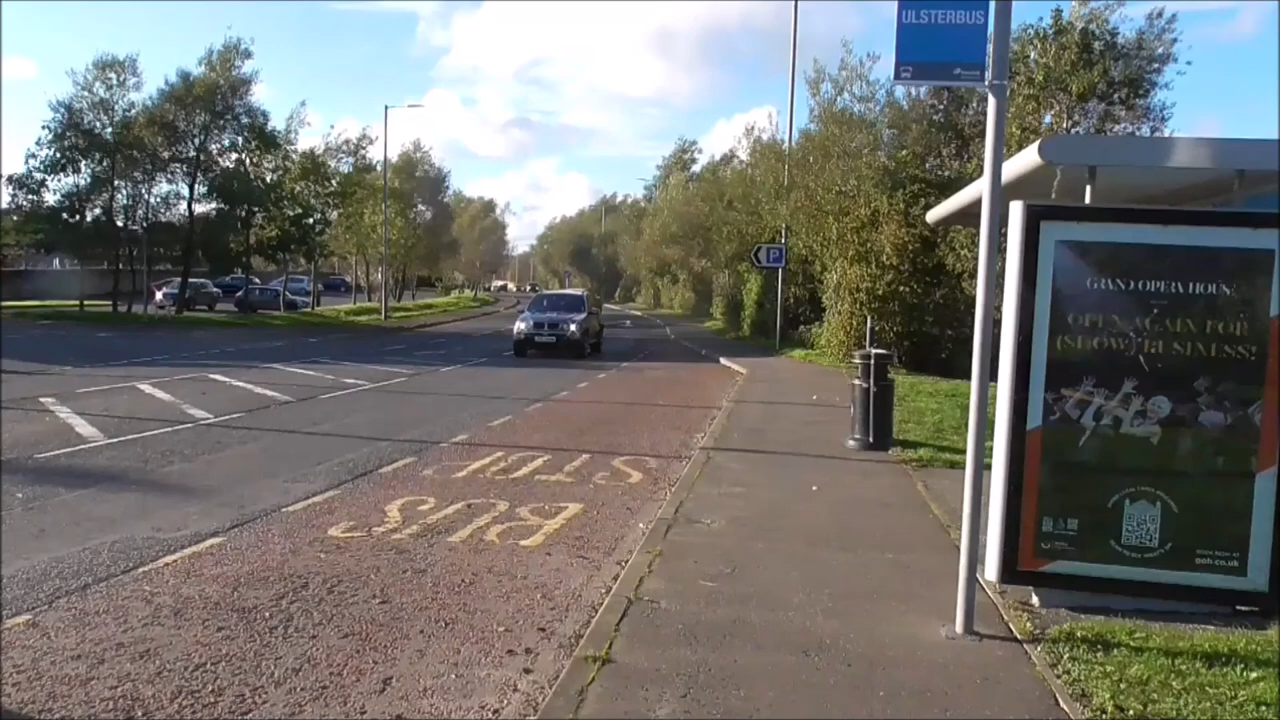 ULSTERBUS
P
GRAND OPERA HOUSE
OPEN AGAIN FOR
(SHOW) BUSINESS!
goh.co.uk
BUS
STOP